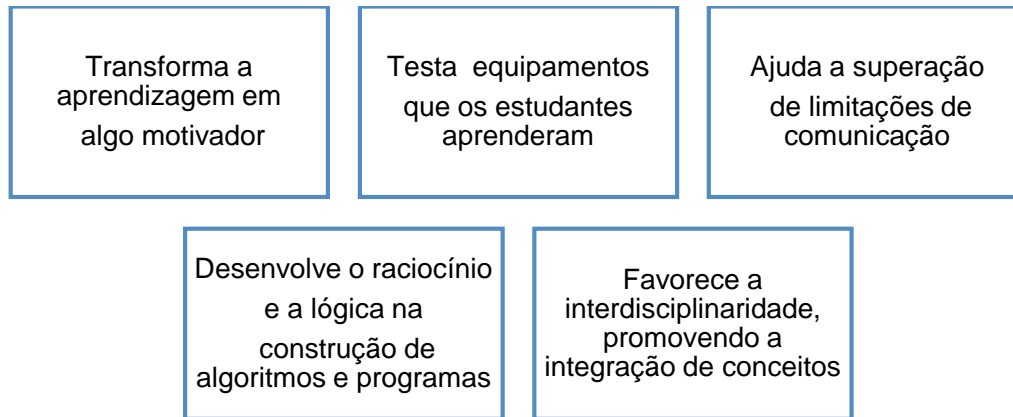 Transforma a
aprendizagem em
algo motivador
Testa equipamentos
que os estudantes
aprenderam
Ajuda a superação
de limitações de
comunicação
Desenvolve o raciocínio
e a lógica na
construção de
algoritmos e programas
Favorece a
interdisciplinaridade,
promovendo a
integração de conceitos